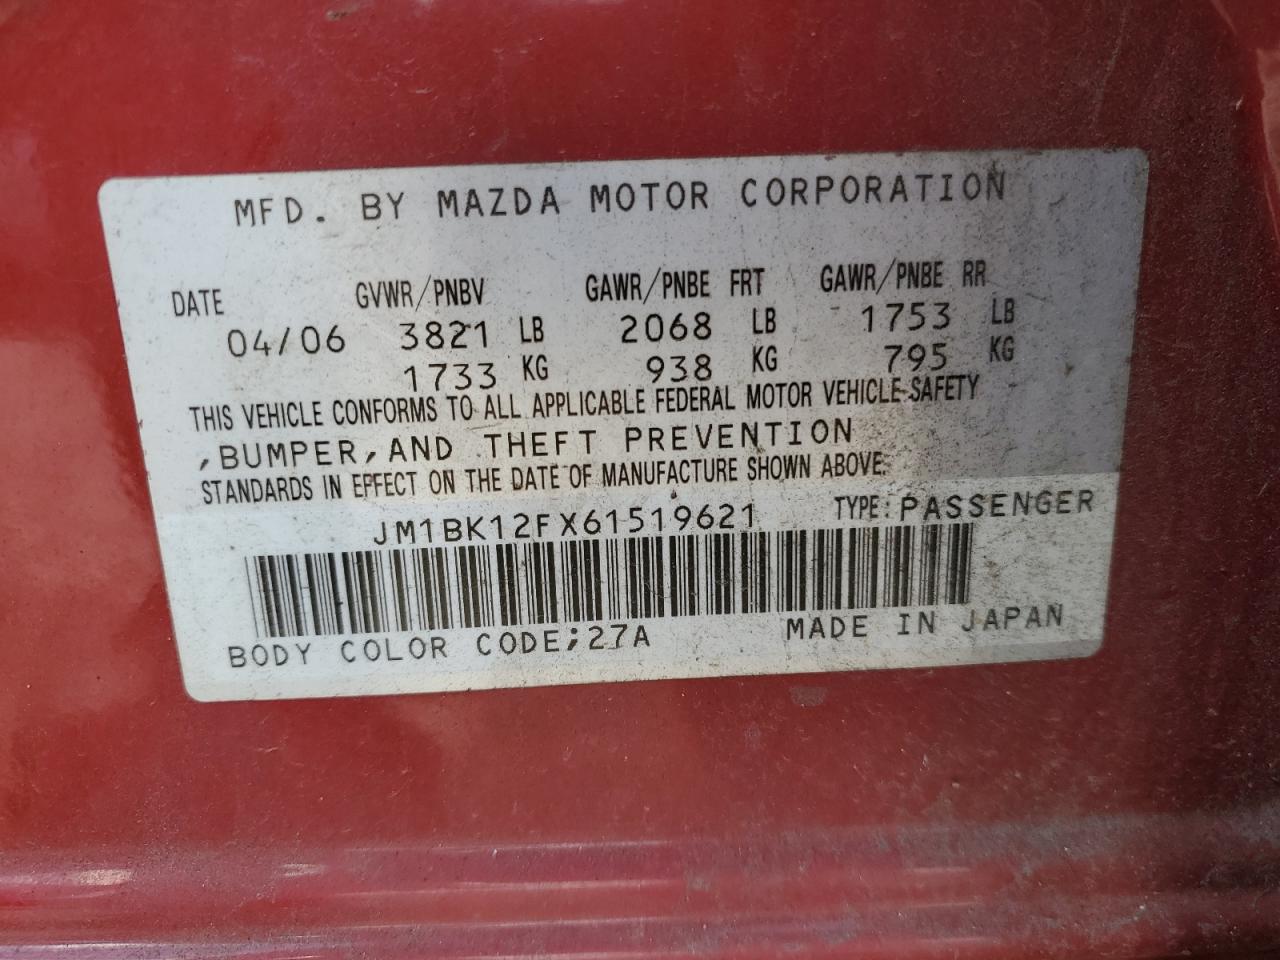 MFD. BY MAZDA MOTOR CORPORATION
DATE GVWR/PNBV GAWR/PNBE FRT GAWR/PNBE RR
04/06 3821 LB 2068 LB 1753 LB
1733 KG 938 KG 795 KG
THIS VEHICLE CONFORMS TO ALL APPLICABLE FEDERAL MOTOR VEHICLE SAFETY
,BUMPER,AND THEFT PREVENTION
STANDARDS IN EFFECT ON THE DATE OF MANUFACTURE SHOWN ABOVE.
JM1BK12FX61519621 TYPE:PASSENGER
BODY COLOR CODE;27A MADE IN JAPAN